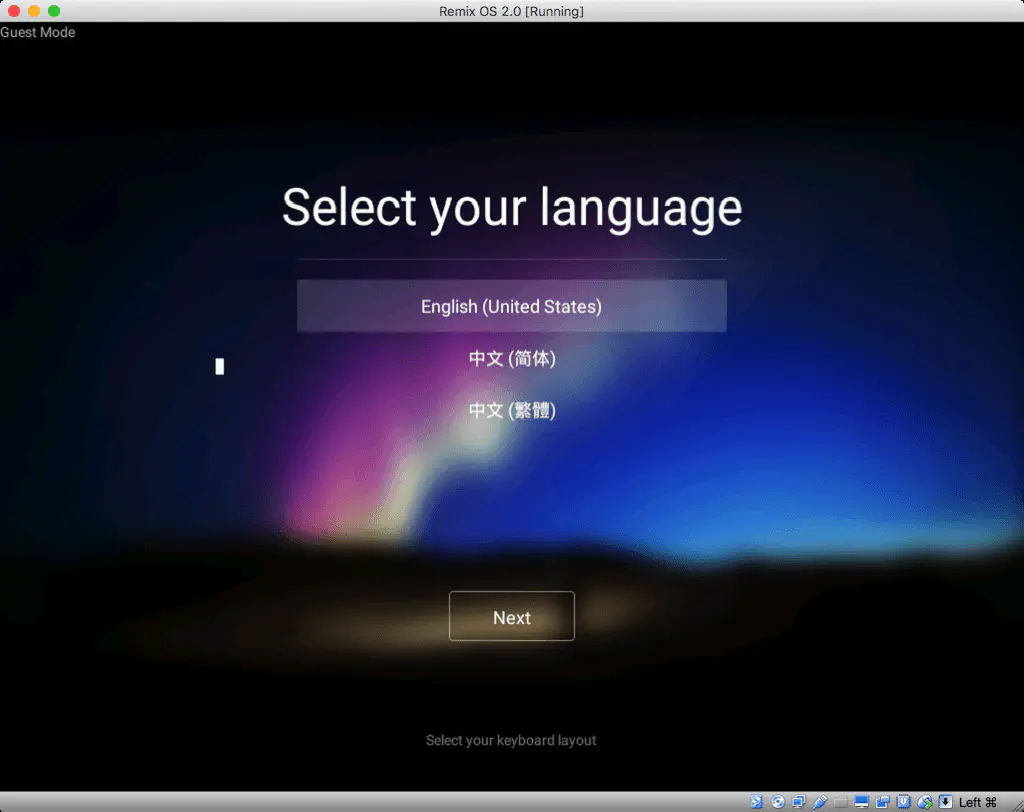 Remix OS 2.0 [Running]
Guest Mode
Select your language
English (United States)
中文 (简体)
中文 (繁體)
Next
Select your keyboard layout
Left ⌘